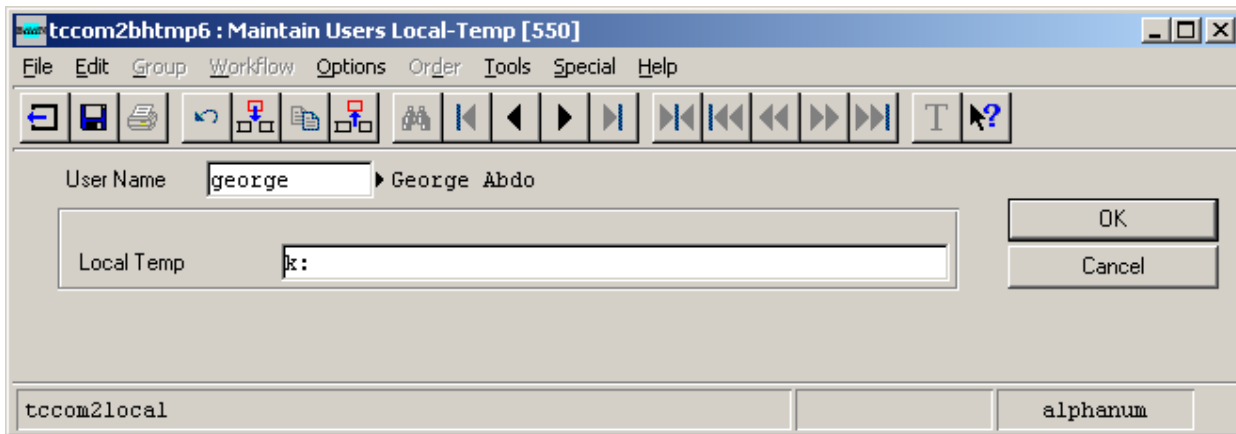 tccom2bhtmp6 : Maintain Users Local-Temp [550]
File Edit Group Workflow Options Order Tools Special Help
T ?
User Name george George Abdo
OK
Local Temp k:
Cancel
tccom2local alphanum